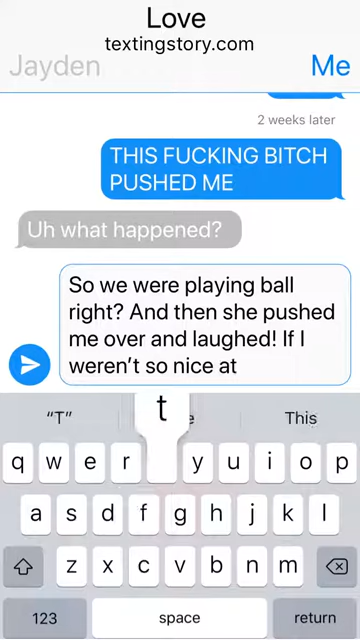 Love
textingstory.com
Jayden
Me
2 weeks later
THIS FUCKING BITCH
PUSHED ME
Uh what happened?
So we were playing ball
right? And then she pushed
me over and laughed! If I
weren't so nice at
t
“T”
This
q w e r y u i o p
a s d f g h j k l
z x c v b n m
123 space return